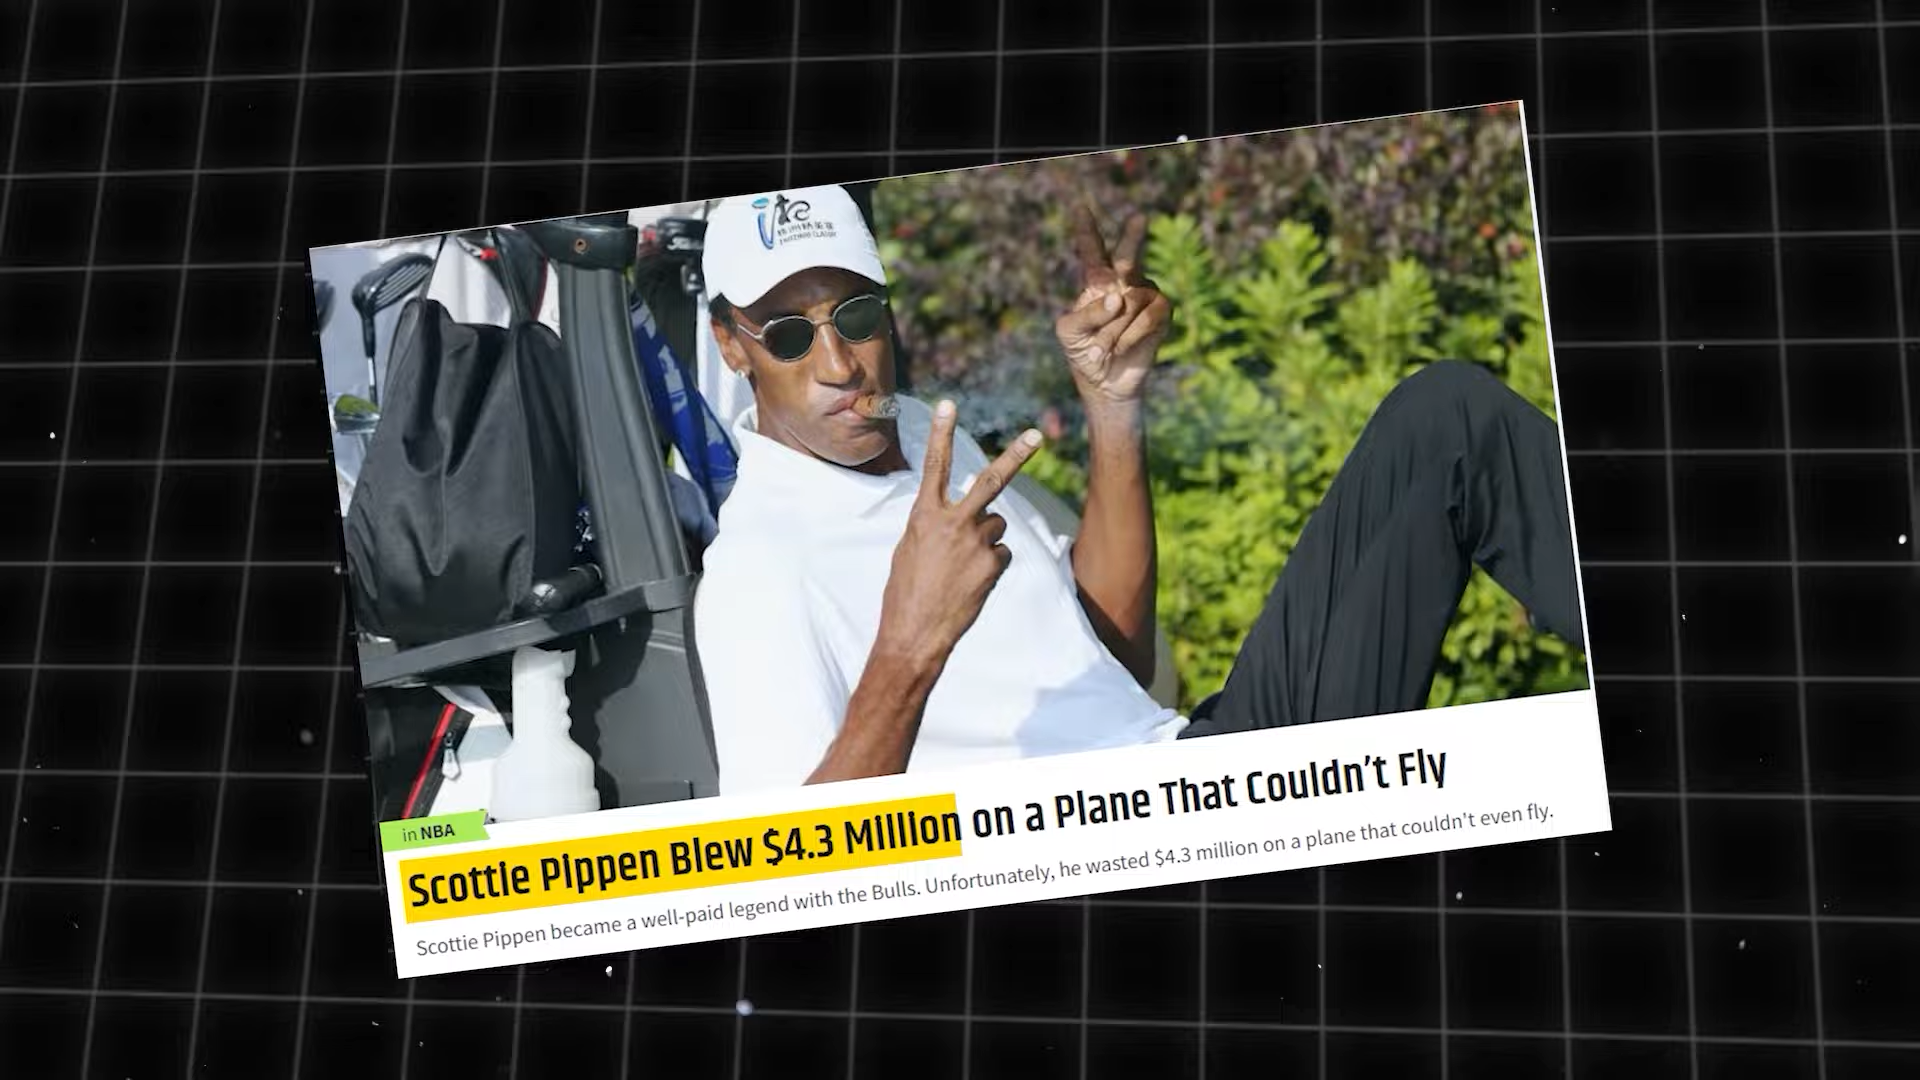 in NBA
Scottie Pippen Blew $4.3 Million on a Plane That Couldn’t Fly
Scottie Pippen became a well-paid legend with the Bulls. Unfortunately, he wasted $4.3 million on a plane that couldn't even fly.